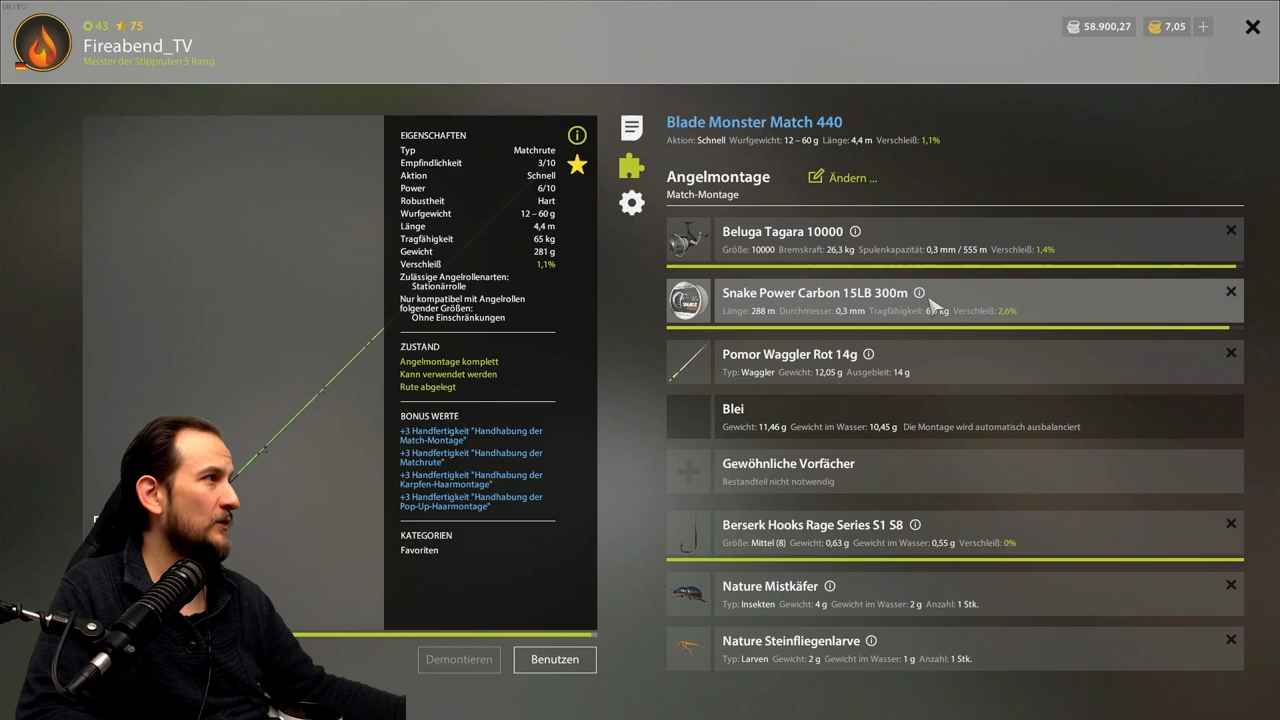 43 75
58.900,27 7,05
Fireabend_TV
Meister der Stippruten 5 Rang
EIGENSCHAFTEN
Typ Matchrute
Empfindlichkeit 3/10
Aktion Schnell
Power 6/10
Robustheit Hart
Wurfgewicht 12 – 60 g
Länge 4,4 m
Tragfähigkeit 65 kg
Gewicht 281 g
Verschleiß 1,1%
Zulässige Angelrollenarten:
Stationärrolle
Nur kompatibel mit Angelrollen
folgender Größen:
Ohne Einschränkungen
ZUSTAND
Angelmontage komplett
Kann verwendet werden
Rute abgelegt
BONUS WERTE
+3 Handfertigkeit "Handhabung der
Match-Montage"
+3 Handfertigkeit "Handhabung der
Matchrute"
+3 Handfertigkeit "Handhabung der
Karpfen-Haarmontage"
+3 Handfertigkeit "Handhabung der
Pop-Up-Haarmontage"
KATEGORIEN
Favoriten
Demontieren Benutzen
Blade Monster Match 440
Aktion: Schnell Wurfgewicht: 12 – 60 g Länge: 4,4 m Verschleiß: 1,1%
Angelmontage Ändern ...
Match-Montage
Beluga Tagara 10000
Größe: 10000 Bremskraft: 26,3 kg Spulenkapazität: 0,3 mm / 555 m Verschleiß: 1,4%
Snake Power Carbon 15LB 300m
Länge: 288 m Durchmesser: 0,3 mm Tragfähigkeit: kg Verschleiß: 2,6%
Pomor Waggler Rot 14g
Typ: Waggler Gewicht: 12,05 g Ausgebleit: 14 g
Blei
Gewicht: 11,46 g Gewicht im Wasser: 10,45 g Die Montage wird automatisch ausbalanciert
Gewöhnliche Vorfächer
Bestandteil nicht notwendig
Berserk Hooks Rage Series S1 S8
Größe: Mittel (8) Gewicht: 0,63 g Gewicht im Wasser: 0,55 g Verschleiß: 0%
Nature Mistkäfer
Typ: Insekten Gewicht: 4 g Gewicht im Wasser: 2 g Anzahl: 1 Stk.
Nature Steinfliegenlarve
Typ: Larven Gewicht: 2 g Gewicht im Wasser: 1 g Anzahl: 1 Stk.